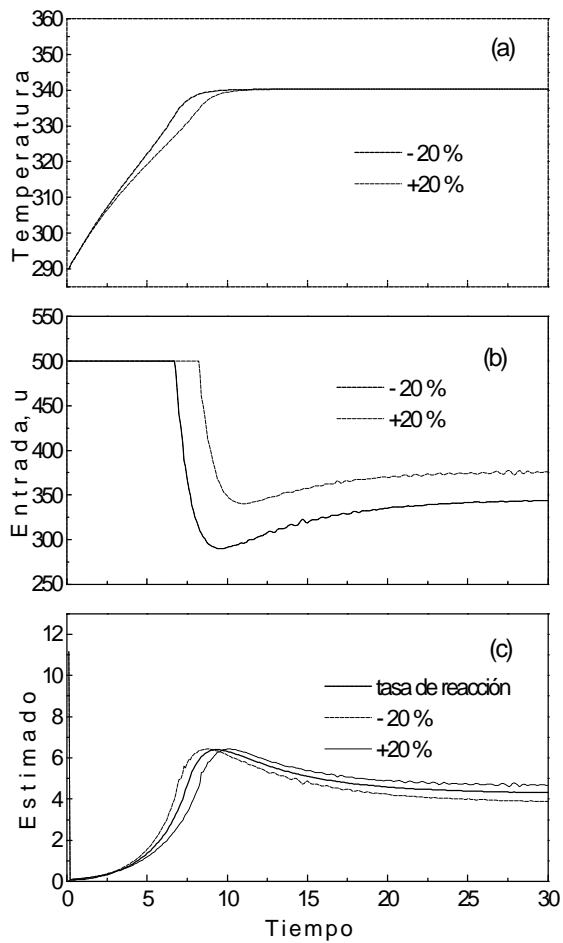 360
350
340
330
320
310
300
290
Temperatura
(a)
- 20 %
+20 %
550
500
450
400
350
300
250
Entrada, u
(b)
- 20 %
+20 %
12
10
8
6
4
2
0
Estimado
(c)
tasa de reacción
- 20 %
+20 %
0 5 10 15 20 25 30
Tiempo